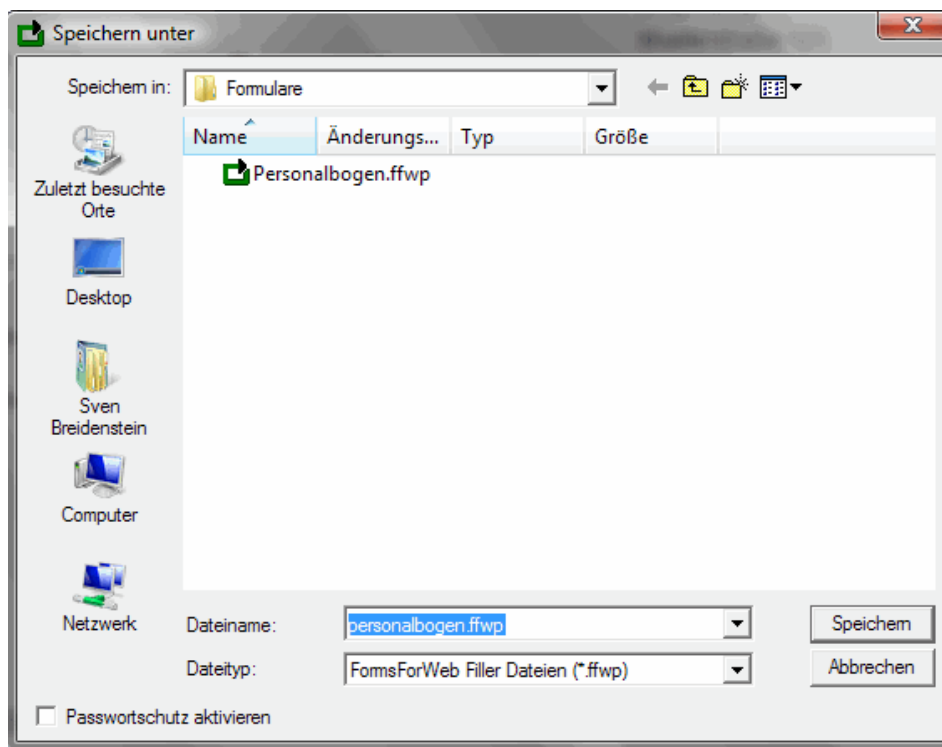 Speichern unter
Speichern in:
Formulare
Name
Änderungs...
Typ
Größe
Personalbogen.ffwp
Zuletzt besuchte
Orte
Desktop
Sven
Breidenstein
Computer
Netzwerk
Dateiname:
personalbogen.ffwp
Speichern
Dateityp:
FormsForWeb Filler Dateien (*.ffwp)
Abbrechen
Passwortschutz aktivieren